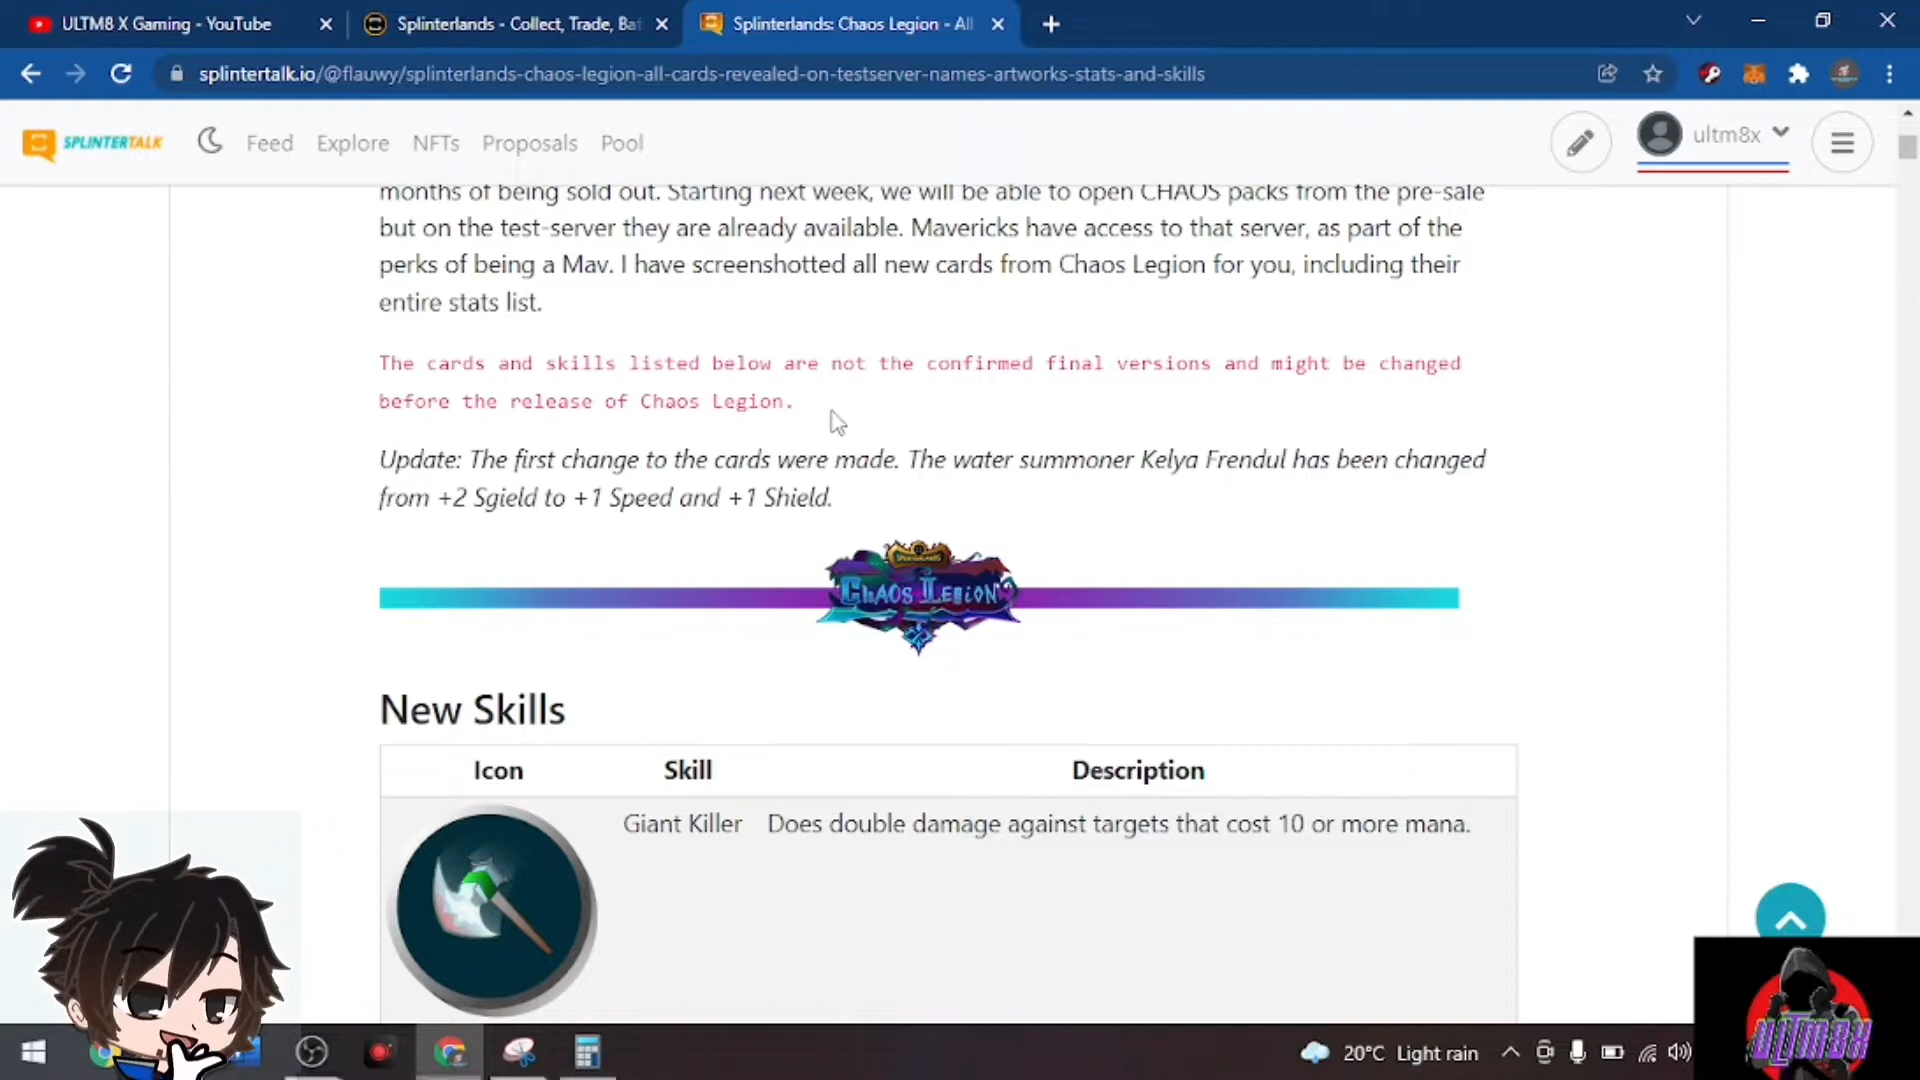 ULTM8 X Gaming - YouTube
Splinterlands - Collect, Trade, Ba
Splinterlands: Chaos Legion - All
splintertalk.io/@flauwy/splinterlands-chaos-legion-all-cards-revealed-on-testserver-names-artworks-stats-and-skills
SPLINTERTALK
Feed
Explore
NFTs
Proposals
Pool
ultm8x
months of being sold out. Starting next week, we will be able to open CHAOS packs from the pre-sale
but on the test-server they are already available. Mavericks have access to that server, as part of the
perks of being a Mav. I have screenshotted all new cards from Chaos Legion for you, including their
entire stats list.
The cards and skills listed below are not the confirmed final versions and might be changed
before the release of Chaos Legion.
Update: The first change to the cards were made. The water summoner Kelya Frendul has been changed
from +2 Sgield to +1 Speed and +1 Shield.
SPLINTERLANDS
CHAOS LEGION
New Skills
Icon Skill Description
Giant Killer Does double damage against targets that cost 10 or more mana.
20°C Light rain
ULTM8X